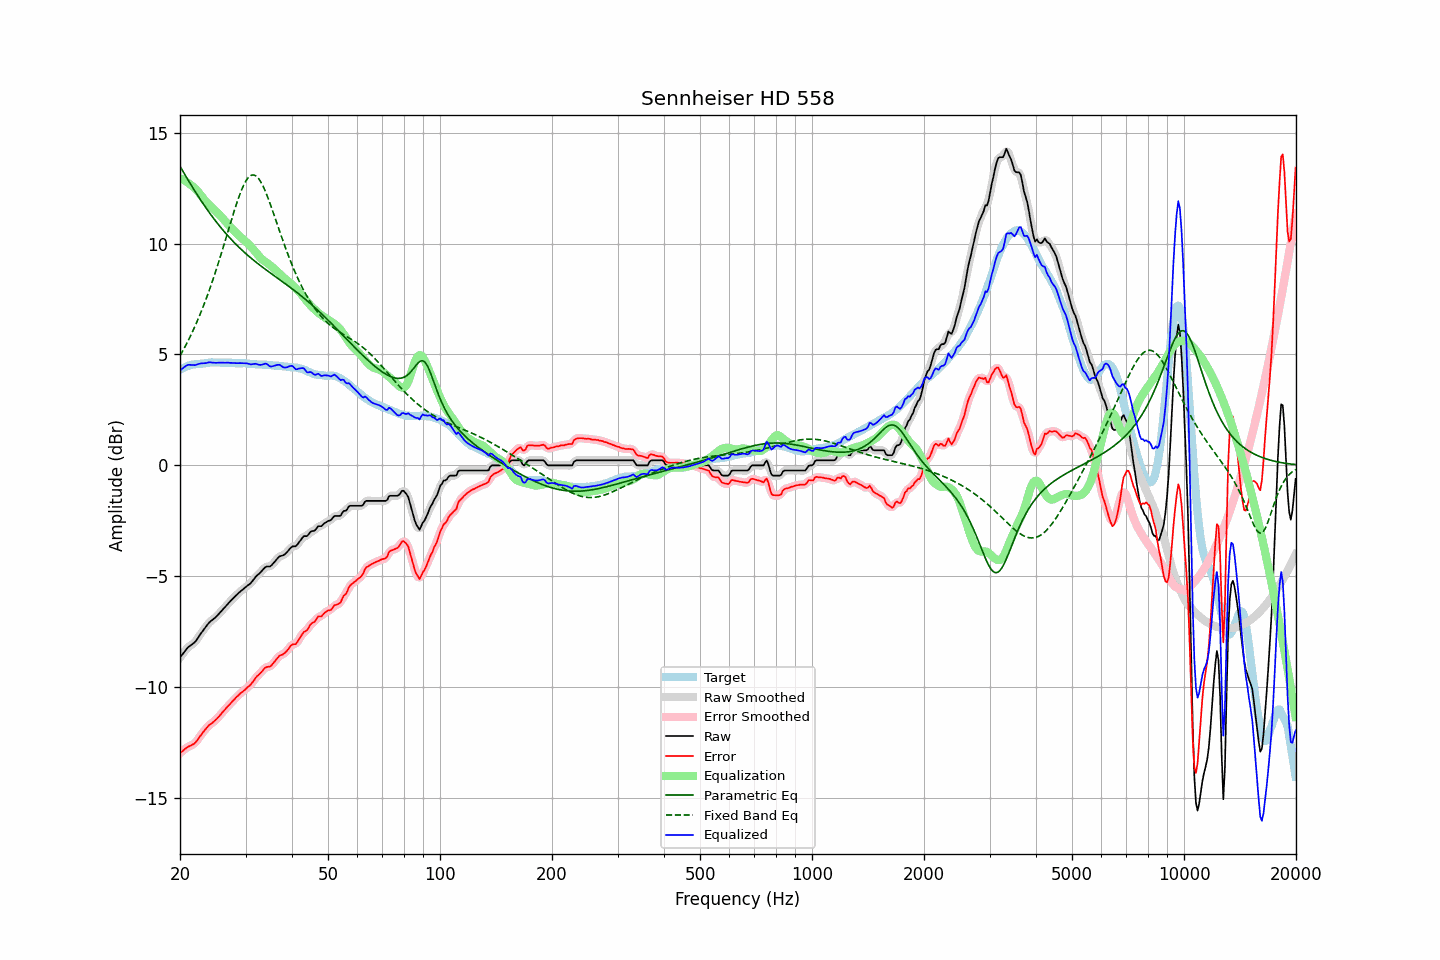 Sennheiser HD 558
Amplitude (dBr)
15
10
5
0
−5
−10
−15
Target
Raw Smoothed
Error Smoothed
Raw
Error
Equalization
Parametric Eq
Fixed Band Eq
Equalized
20 50 100 200 500 1000 2000 5000 10000 20000
Frequency (Hz)